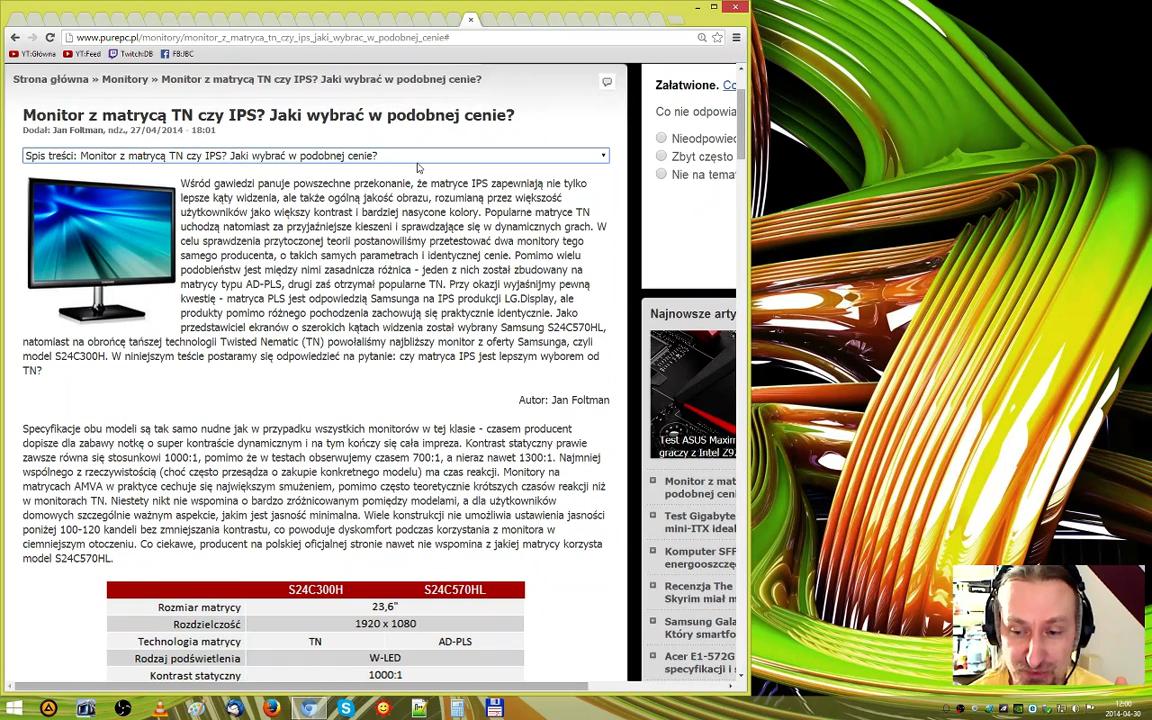 www.purepc.pl/monitory/monitor_z_matryca_tn_czy_ips_jaki_wybrac_w_podobnej_cenie#
YT:Główna YT:Feed Twitch:DB FB:JBC
Strona główna » Monitory » Monitor z matrycą TN czy IPS? Jaki wybrać w podobnej cenie?
Monitor z matrycą TN czy IPS? Jaki wybrać w podobnej cenie?
Dodał: Jan Foltman, ndz., 27/04/2014 - 18:01
Spis treści: Monitor z matrycą TN czy IPS? Jaki wybrać w podobnej cenie?
Wśród gawiedzi panuje powszechne przekonanie, że matryce IPS zapewniają nie tylko
lepsze kąty widzenia, ale także ogólną jakość obrazu, rozumianą przez większość
użytkowników jako większy kontrast i bardziej nasycone kolory. Popularne matryce TN
uchodzą natomiast za przyjaźniejsze kieszeni i sprawdzające się w dynamicznych grach. W
celu sprawdzenia przytoczonej teorii postanowiliśmy przetestować dwa monitory tego
samego producenta, o takich samych parametrach i identycznej cenie. Pomimo wielu
podobieństw jest między nimi zasadnicza różnica - jeden z nich został zbudowany na
matrycy typu AD-PLS, drugi zaś otrzymał popularne TN. Przy okazji wyjaśnijmy pewną
kwestię - matryca PLS jest odpowiedzią Samsunga na IPS produkcji LG.Display, ale
produkty pomimo różnego pochodzenia zachowują się praktycznie identycznie. Jako
przedstawiciel ekranów o szerokich kątach widzenia został wybrany Samsung S24C570HL,
natomiast na obrońcę tańszej technologii Twisted Nematic (TN) powołaliśmy najbliższy monitor z oferty Samsunga, czyli
model S24C300H. W niniejszym teście postaramy się odpowiedzieć na pytanie: czy matryca IPS jest lepszym wyborem od
TN?
Autor: Jan Foltman
Specyfikacje obu modeli są tak samo nudne jak w przypadku wszystkich monitorów w tej klasie - czasem producent
dopisze dla zabawy notkę o super kontraście dynamicznym i na tym kończy się cała impreza. Kontrast statyczny prawie
zawsze równa się stosunkowi 1000:1, pomimo że w testach obserwujemy czasem 700:1, a nieraz nawet 1300:1. Najmniej
wspólnego z rzeczywistością (choć często przesądza o zakupie konkretnego modelu) ma czas reakcji. Monitory na
matrycach AMVA w praktyce cechuje się największym smużeniem, pomimo często teoretycznie krótszych czasów reakcji niż
w monitorach TN. Niestety nikt nie wspomina o bardzo zróżnicowanym pomiędzy modelami, a dla użytkowników
domowych szczególnie ważnym aspekcie, jakim jest jasność minimalna. Wiele konstrukcji nie umożliwia ustawienia jasności
poniżej 100-120 kandeli bez zmniejszania kontrastu, co powoduje dyskomfort podczas korzystania z monitora w
ciemniejszym otoczeniu. Co ciekawe, producent na polskiej oficjalnej stronie nawet nie wspomina z jakiej matrycy korzysta
model S24C570HL.
S24C300H S24C570HL
Rozmiar matrycy 23,6"
Rozdzielczość 1920 x 1080
Technologia matrycy TN AD-PLS
Rodzaj podświetlenia W-LED
Kontrast statyczny 1000:1
Załatwione. Co
Co nie odpowia
Nieodpowied
Zbyt często
Nie na temat
Najnowsze arty
Test ASUS Maxim
graczy z Intel Z9
Monitor z mat
podobnej ceni
Test Gigabyte
mini-ITX ideal
Komputer SFF
energooszczę
Recenzja The
Skyrim miał m
Samsung Gala
Który smartfo
Acer E1-572G
specyfikacji i
12:00
2014-04-30